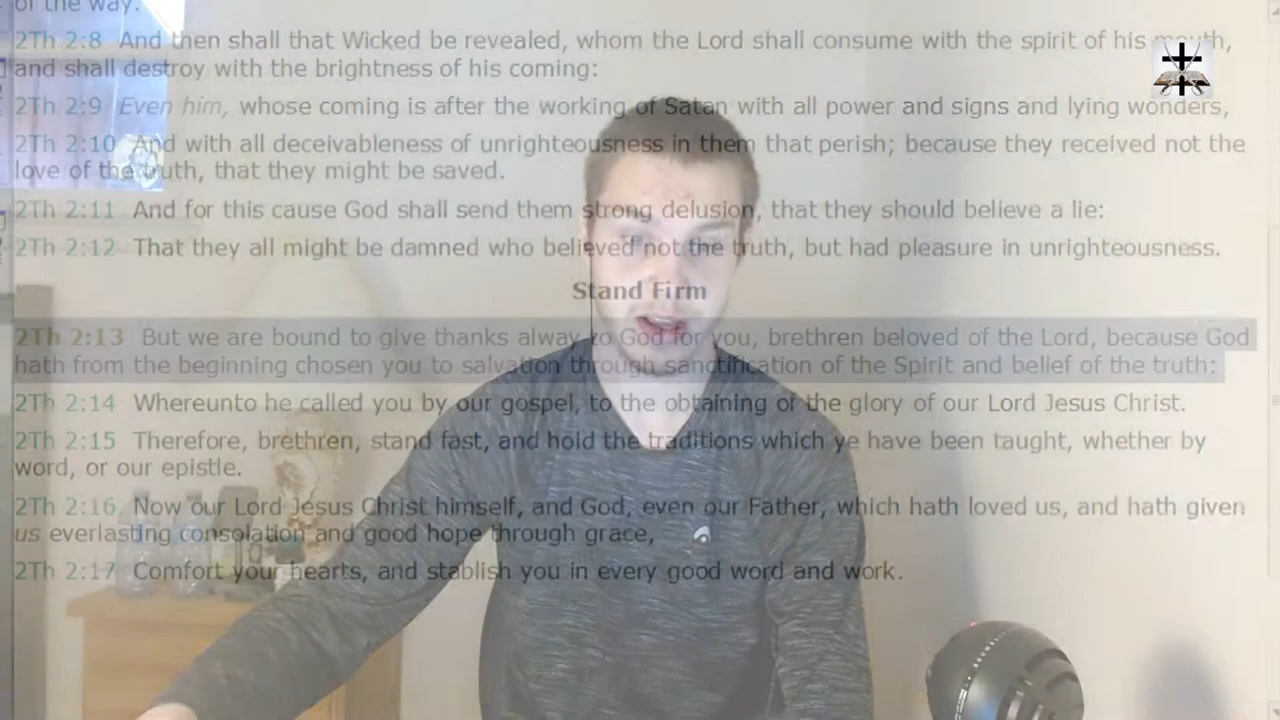 of the way.
2Th 2:8 And then shall that Wicked be revealed, whom the Lord shall consume with the spirit of his mouth,
and shall destroy with the brightness of his coming:
2Th 2:9 Even him, whose coming is after the working of Satan with all power and signs and lying wonders,
2Th 2:10 And with all deceivableness of unrighteousness in them that perish; because they received not the
love of the truth, that they might be saved.
2Th 2:11 And for this cause God shall send them strong delusion, that they should believe a lie:
2Th 2:12 That they all might be damned who believed not the truth, but had pleasure in unrighteousness.
Stand Firm
2Th 2:13 But we are bound to give thanks alway to God for you, brethren beloved of the Lord, because God
hath from the beginning chosen you to salvation through sanctification of the Spirit and belief of the truth:
2Th 2:14 Whereunto he called you by our gospel, to the obtaining of the glory of our Lord Jesus Christ.
2Th 2:15 Therefore, brethren, stand fast, and hold the traditions which ye have been taught, whether by
word, or our epistle.
2Th 2:16 Now our Lord Jesus Christ himself, and God, even our Father, which hath loved us, and hath given
us everlasting consolation and good hope through grace,
2Th 2:17 Comfort your hearts, and stablish you in every good word and work.